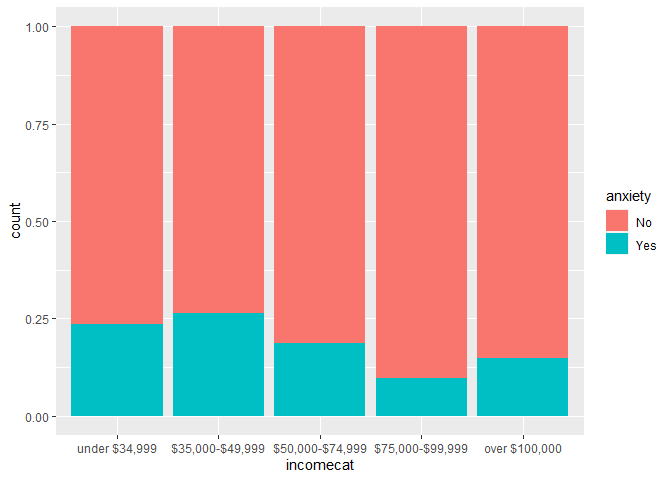 1.00
0.75
0.50
0.25
0.00
count
under $34,999
$35,000-$49,999
$50,000-$74,999
$75,000-$99,999
over $100,000
incomecat
anxiety
No
Yes